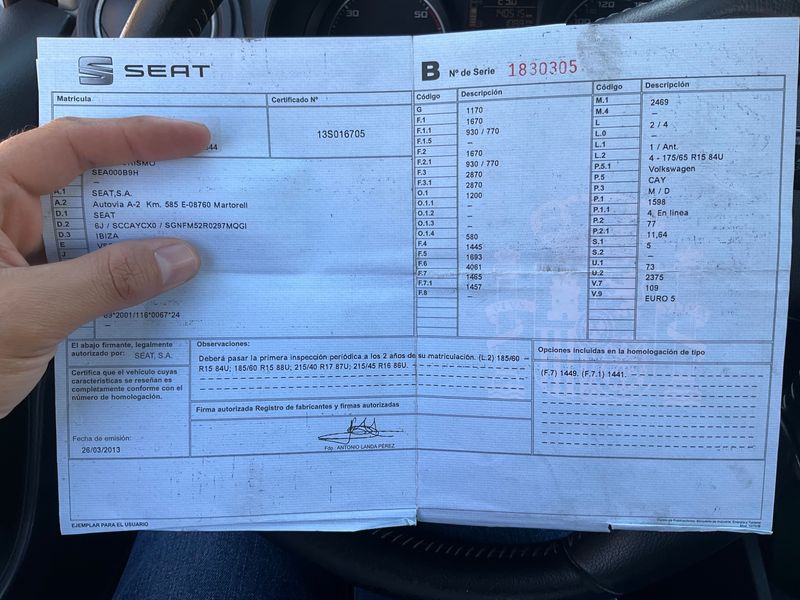 SEAT
B Nº de Serie 1830305
Matrícula
Certificado Nº
13S016705
SEA000B9H
–
A.1 SEAT,S.A.
A.2 Autovia A-2 Km. 585 E-08760 Martorell
D.1 SEAT
D.2 6J / SCCAYCX0 / SGNFM52R0297MQGI
D.3 IBIZA
E
J
Código Descripción
G 1170
F.1 1670
F.1.1 930 / 770
F.1.5 –
F.2 1670
F.2.1 930 / 770
F.3 2870
F.3.1 2870
O.1 1200
O.1.1 –
O.1.2 –
O.1.3 –
O.1.4 580
F.4 1445
F.5 1693
F.6 4061
F.7 1465
F.7.1 1457
F.8 –
Código Descripción
M.1 2469
M.4 –
L 2 / 4
L.0 –
L.1 1 / Ant.
L.2 4 - 175/65 R15 84U
P.5.1 Volkswagen
P.5 CAY
P.3 M / D
P.1 1598
P.1.1 4, En línea
P.2 77
P.2.1 11,64
S.1 5
S.2 –
U.1 73
U.2 2375
V.7 109
V.9 EURO 5
El abajo firmante, legalmente
autorizado por: SEAT, S.A.
Certifica que el vehículo cuyas
características se reseñan es
completamente conforme con el
número de homologación.
Fecha de emisión:
26/03/2013
Observaciones:
Deberá pasar la primera inspección periódica a los 2 años de su matriculación. (L.2) 185/60
R15 84U; 185/60 R15 88U; 215/40 R17 87U; 215/45 R16 86U.
Firma autorizada Registro de fabricantes y firmas autorizadas
Fdo. ANTONIO LANDA PÉREZ
Opciones incluidas en la homologación de tipo
(F.7) 1449. (F.7.1) 1441.
EJEMPLAR PARA EL USUARIO